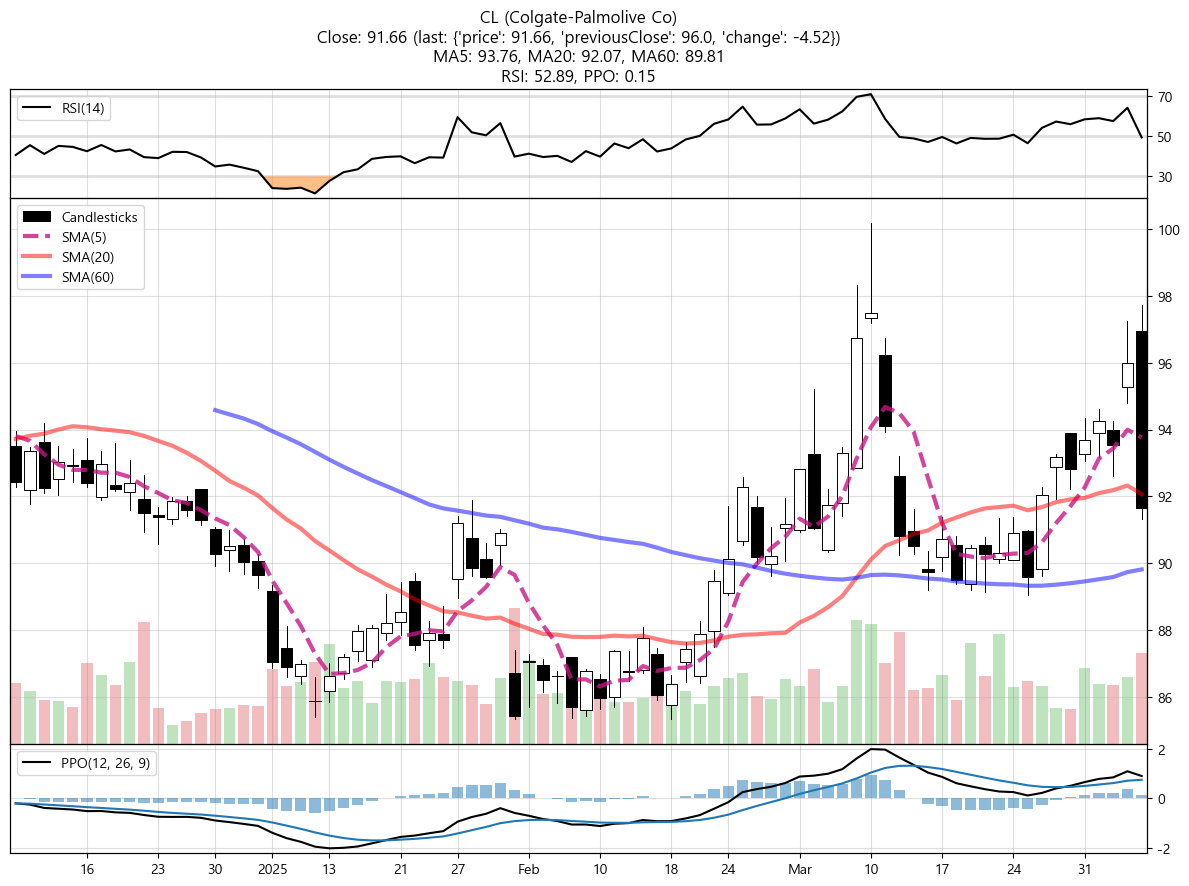 CL (Colgate-Palmolive Co)
Close: 91.66 (last: {'price': 91.66, 'previousClose': 96.0, 'change': -4.52})
MA5: 93.76, MA20: 92.07, MA60: 89.81
RSI: 52.89, PPO: 0.15
RSI(14)
70
50
30
Candlesticks
SMA(5)
SMA(20)
SMA(60)
100
98
96
94
92
90
88
86
PPO(12, 26, 9)
2
0
-2
16 23 30 2025 13 21 27 Feb 10 18 24 Mar 10 17 24 31